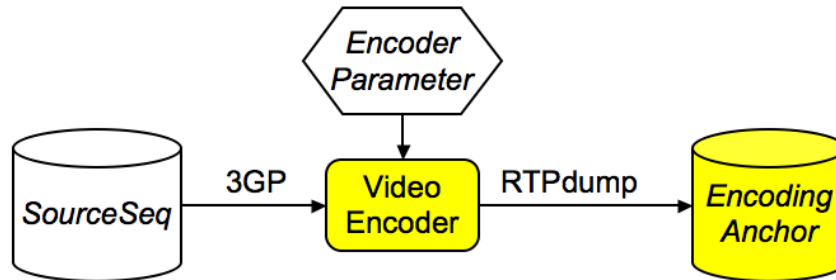 Encoder
Parameter
SourceSeq
3GP
Video
Encoder
RTPdump
Encoding
Anchor